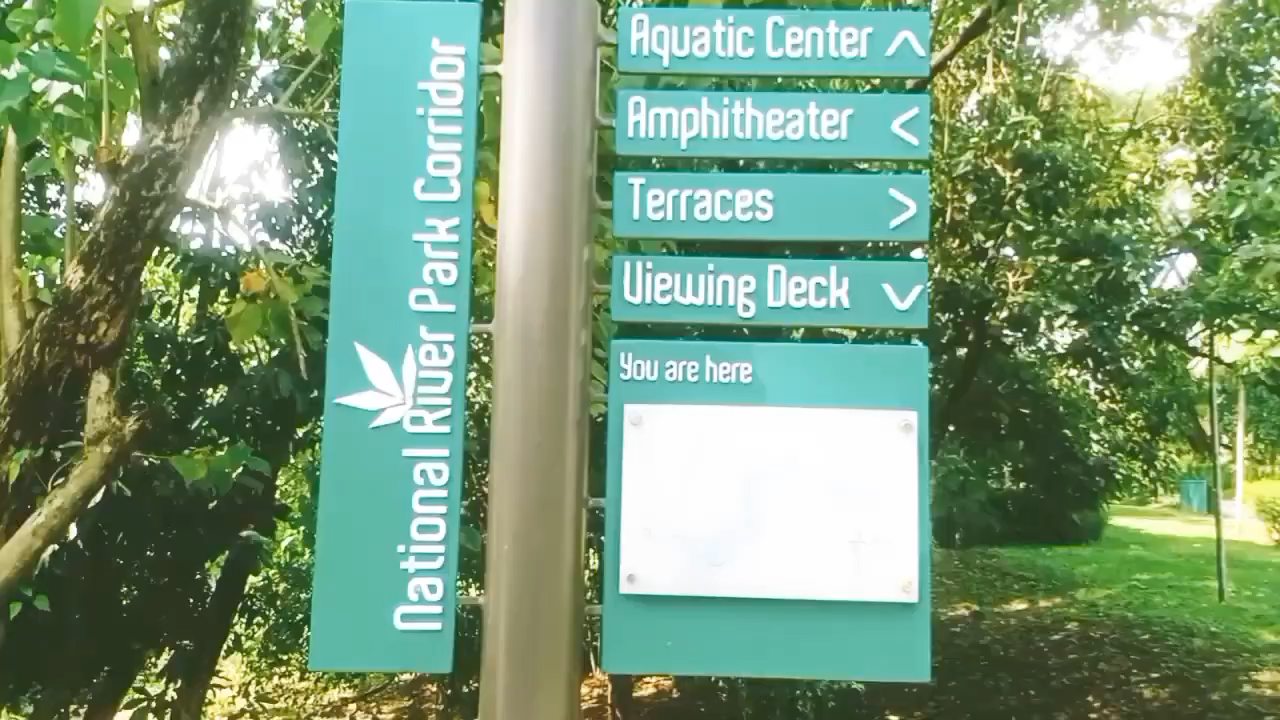 National River Park Corridor
Aquatic Center
Amphitheater
Terraces
Viewing Deck
You are here